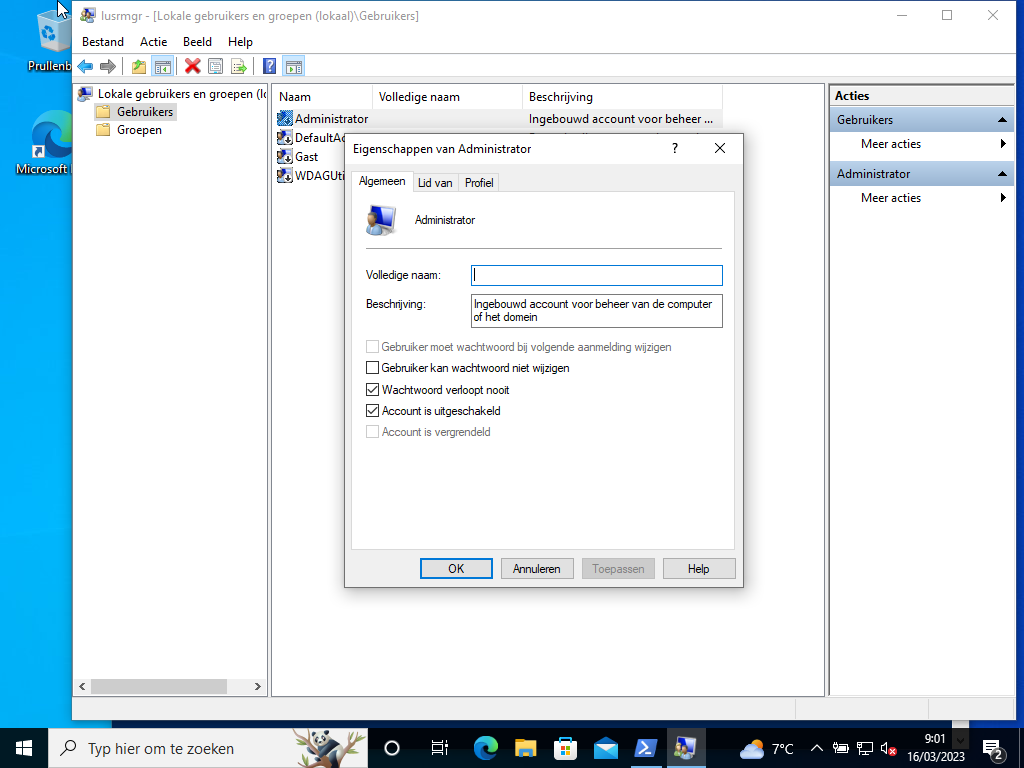 lusrmgr - [Lokale gebruikers en groepen (lokaal)\Gebruikers]
Bestand Actie Beeld Help
Prullenb
Microsoft
Lokale gebruikers en groepen (lo
Gebruikers
Groepen
Naam Volledige naam Beschrijving
Administrator Ingebouwd account voor beheer ...
DefaultAc
Gast
WDAGUti
Acties
Gebruikers
Meer acties
Administrator
Meer acties
Eigenschappen van Administrator
Algemeen Lid van Profiel
Administrator
Volledige naam:
Beschrijving: Ingebouwd account voor beheer van de computer
of het domein
Gebruiker moet wachtwoord bij volgende aanmelding wijzigen
Gebruiker kan wachtwoord niet wijzigen
Wachtwoord verloopt nooit
Account is uitgeschakeld
Account is vergrendeld
OK Annuleren Toepassen Help
Typ hier om te zoeken
7°C
9:01
16/03/2023
2